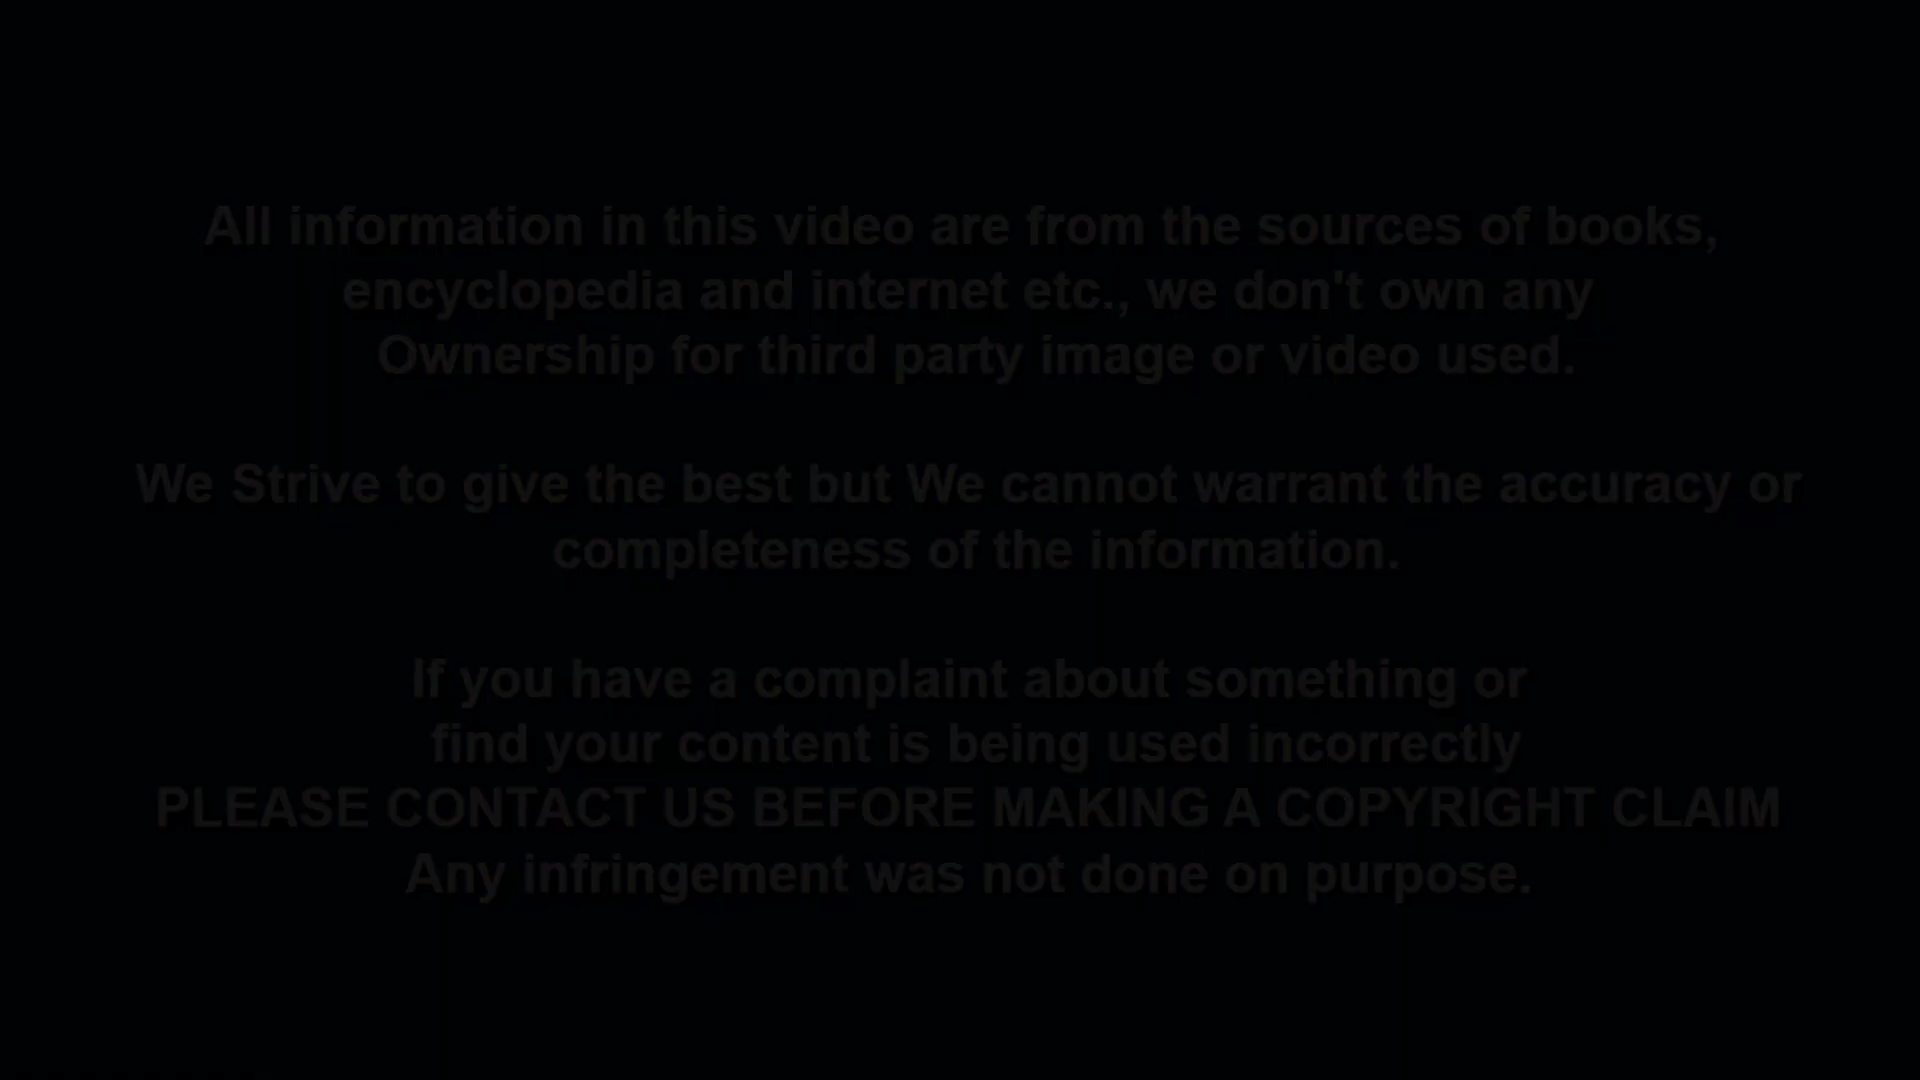 All information in this video are from the sources of books,
encyclopedia and internet etc., we don't own any
Ownership for third party image or video used.
We Strive to give the best but We cannot warrant the accuracy or
completeness of the information.
If you have a complaint about something or
find your content is being used incorrectly
PLEASE CONTACT US BEFORE MAKING A COPYRIGHT CLAIM
Any infringement was not done on purpose.